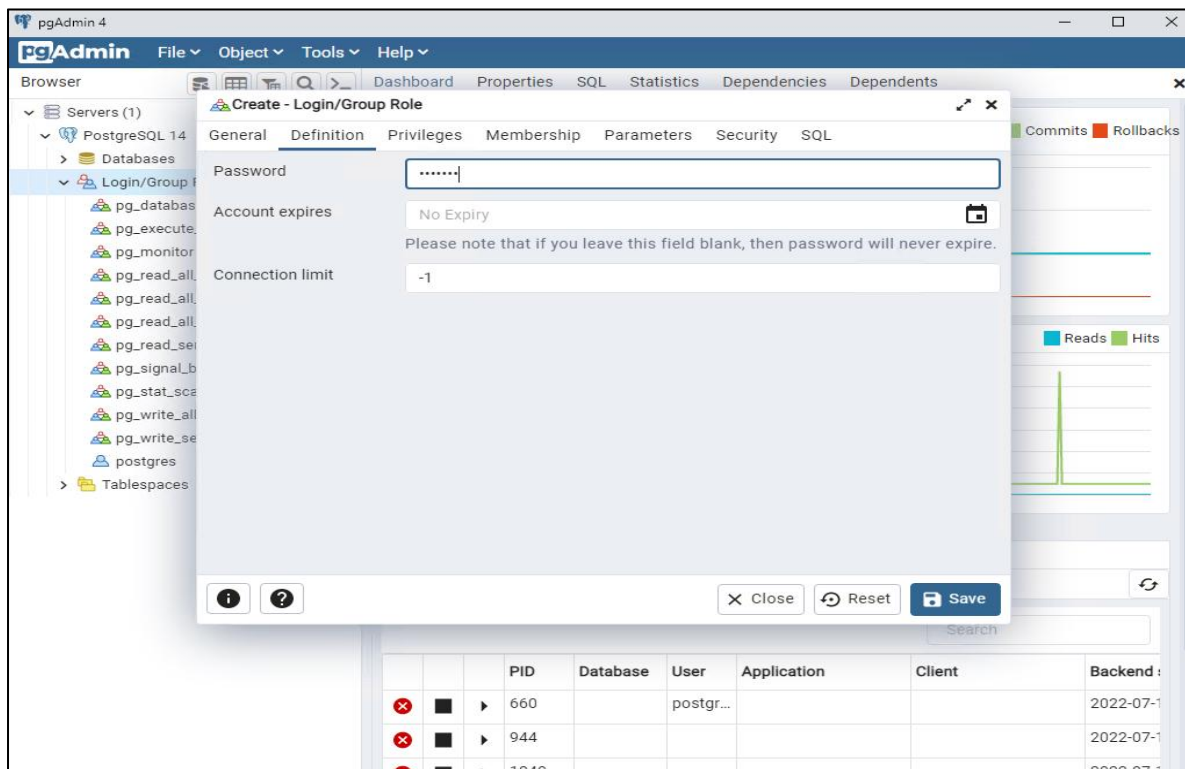 pgAdmin 4
pgAdmin File Object Tools Help
Browser Dashboard Properties SQL Statistics Dependencies Dependents
Create - Login/Group Role
General Definition Privileges Membership Parameters Security SQL
Password •••••••
Account expires No Expiry
Please note that if you leave this field blank, then password will never expire.
Connection limit -1
Close Reset Save
Servers (1)
PostgreSQL 14
Databases
Login/Group
pg_databas
pg_execute_
pg_monitor
pg_read_all_
pg_read_all_
pg_read_all_
pg_read_ser
pg_signal_b
pg_stat_sca
pg_write_all
pg_write_se
postgres
Tablespaces
Commits Rollbacks
Reads Hits
Search
PID Database User Application Client Backend
660 postgr... 2022-07-1
944 2022-07-1